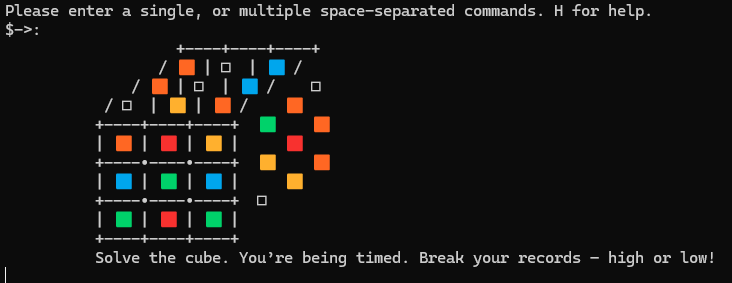 Please enter a single, or multiple space-separated commands. H for help.
$->:
Solve the cube. You're being timed. Break your records - high or low!